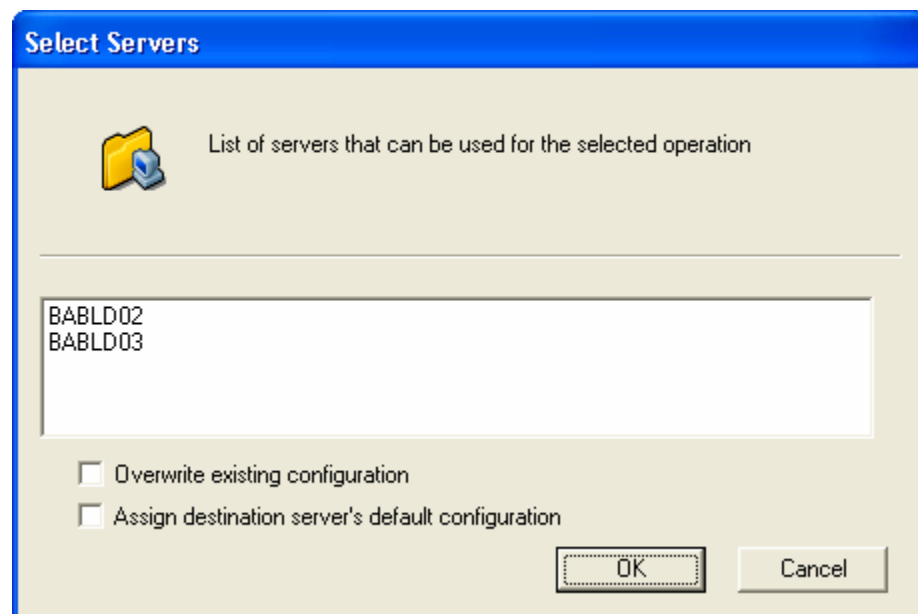 Select Servers
List of servers that can be used for the selected operation
BABLD02
BABLD03
Overwrite existing configuration
Assign destination server's default configuration
OK
Cancel